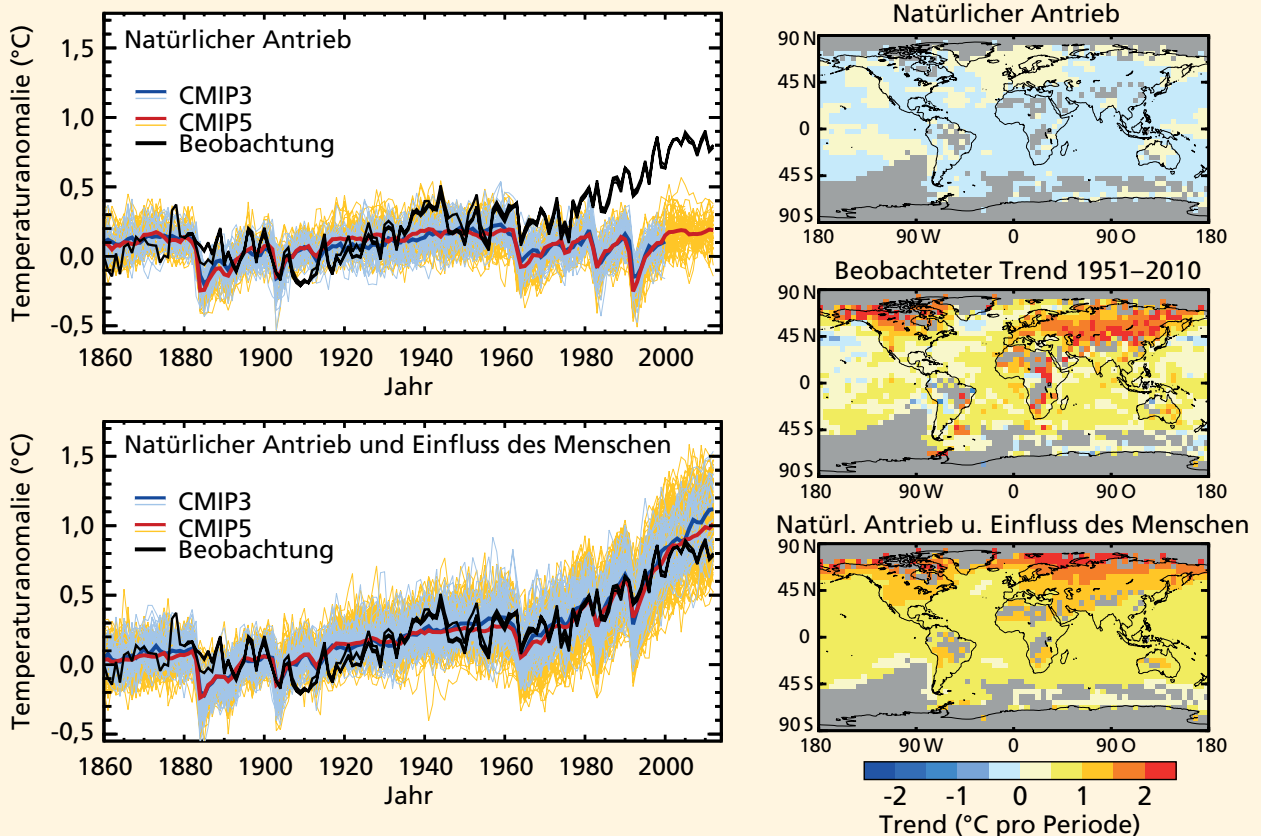 Natürlicher Antrieb
Temperaturanomalie (°C)
1,5
1,0
0,5
0,0
-0,5
CMIP3
CMIP5
Beobachtung
1860 1880 1900 1920 1940 1960 1980 2000
Jahr
Natürlicher Antrieb und Einfluss des Menschen
Temperaturanomalie (°C)
1,5
1,0
0,5
0,0
-0,5
CMIP3
CMIP5
Beobachtung
1860 1880 1900 1920 1940 1960 1980 2000
Jahr
Natürlicher Antrieb
90 N
45 N
0
45 S
90 S
180 90 W 0 90 O 180
Beobachteter Trend 1951–2010
90 N
45 N
0
45 S
90 S
180 90 W 0 90 O 180
Natürl. Antrieb u. Einfluss des Menschen
90 N
45 N
0
45 S
90 S
180 90 W 0 90 O 180
-2 -1 0 1 2
Trend (°C pro Periode)